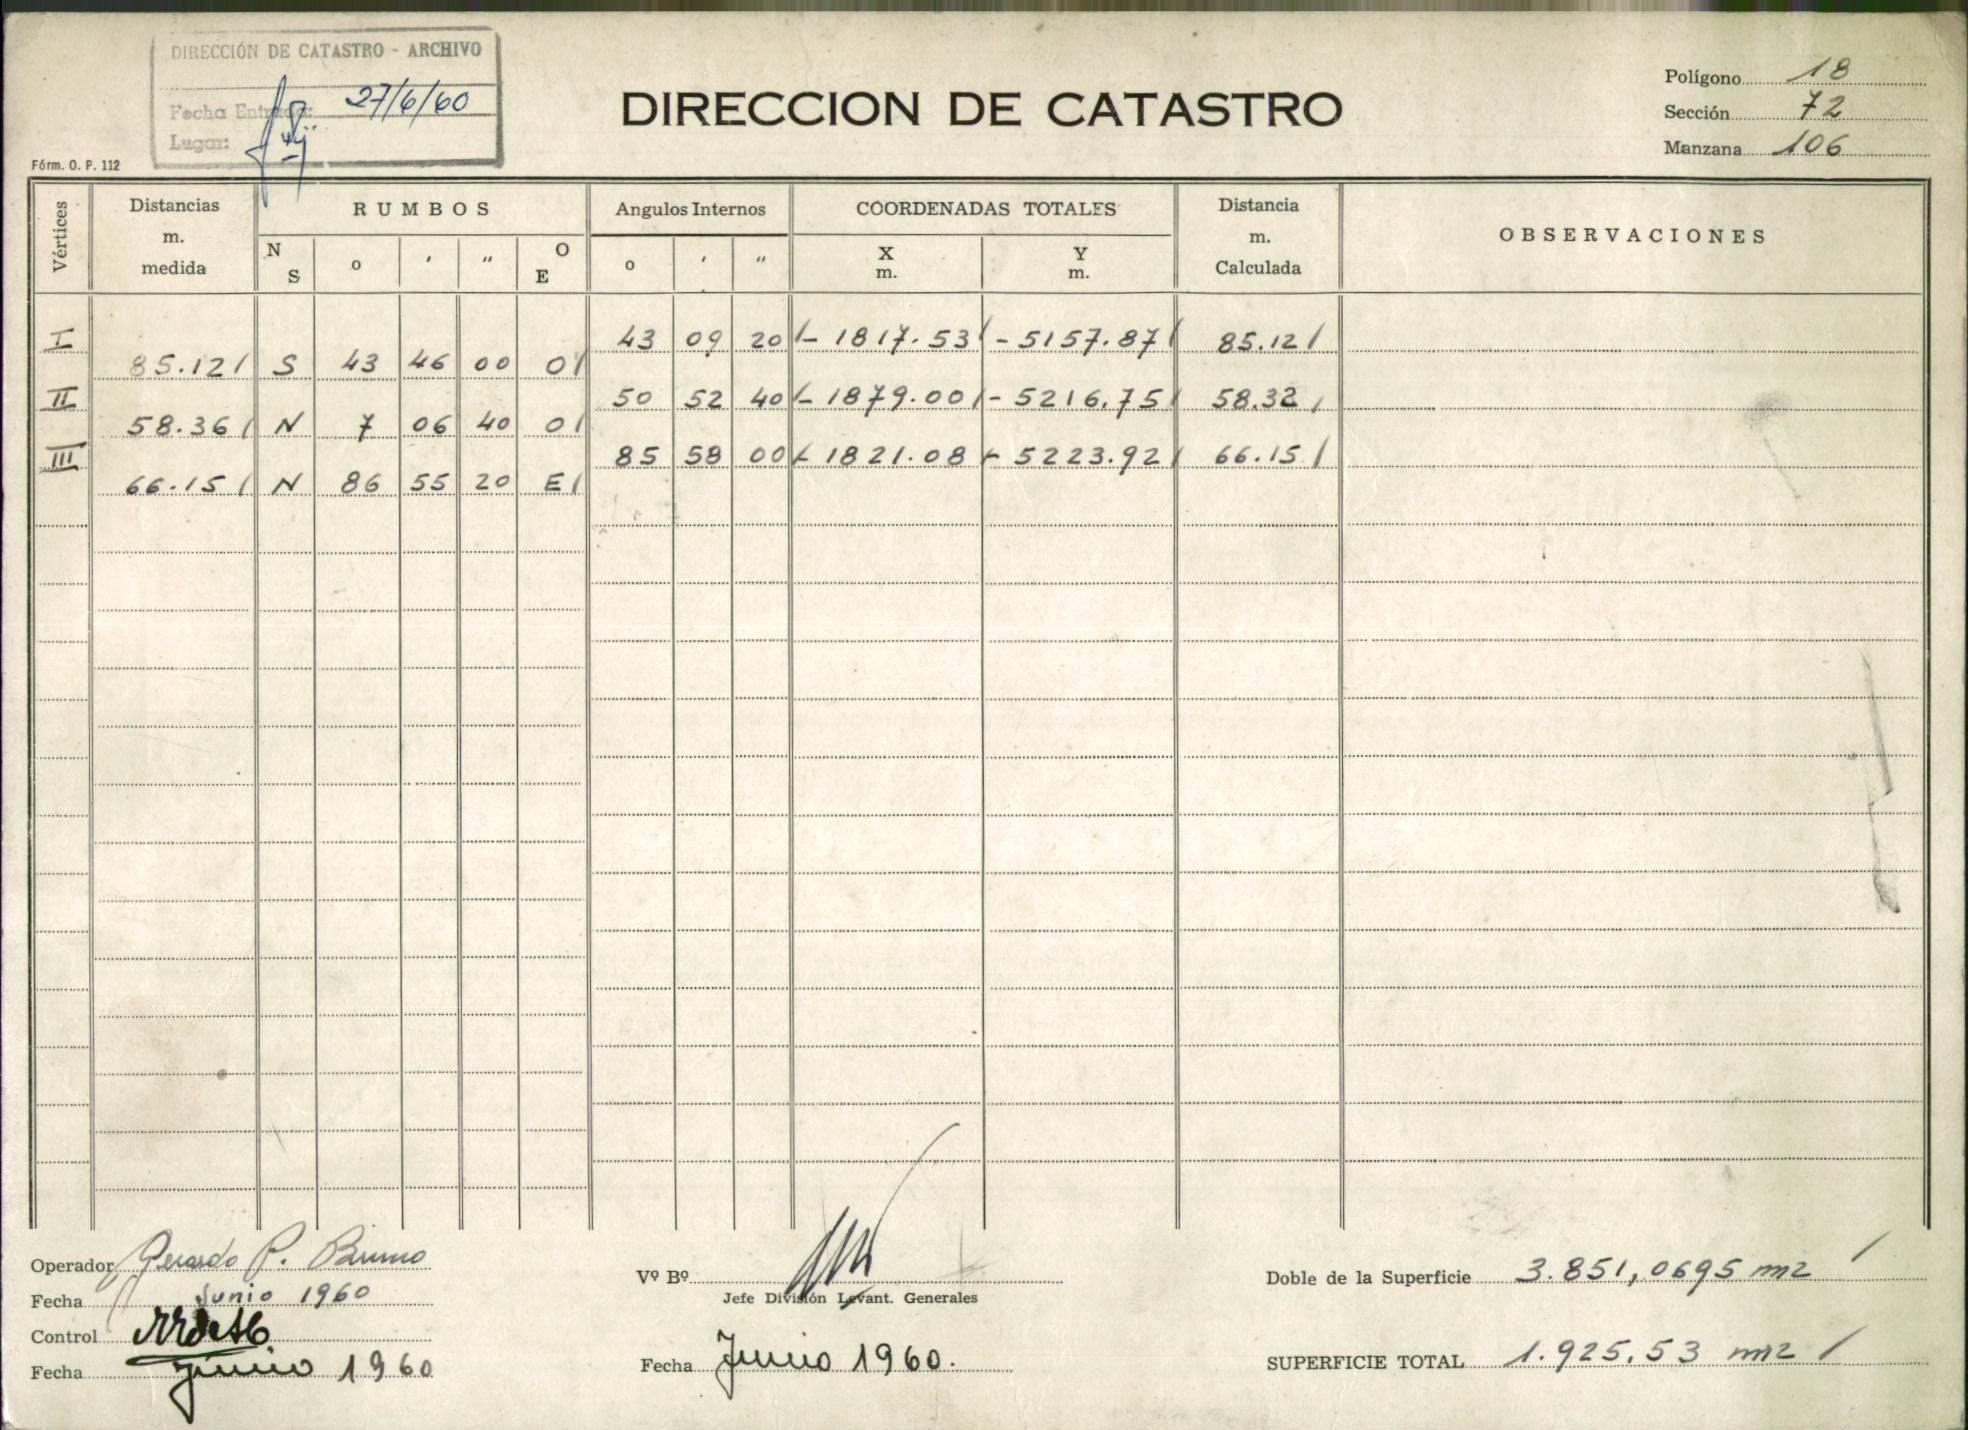 DIRECCIÓN DE CATASTRO - ARCHIVO
Fecha Entrada: 27/6/60
Lugar:
Fórm. O. P. 112
DIRECCION DE CATASTRO
Polígono 18
Sección 72
Manzana 106
Vértices Distancias m. medida RUMBOS Angulos Internos COORDENADAS TOTALES Distancia m. Calculada OBSERVACIONES
N S o ' " O E o ' " X m. Y m.
I 43 09 20 - 1817.53 - 5157.87 85.12
85.12 S 43 46 00 O
II 50 52 40 - 1879.00 - 5216.75 58.32
58.36 N 7 06 40 O
III 85 58 00 - 1821.08 - 5223.92 66.15
66.15 N 86 55 20 E
Operador Gerardo P. Bruno
Fecha Junio 1960
Control
Fecha Junio 1960
Vº Bº
Jefe División Levant. Generales
Fecha Junio 1960.
Doble de la Superficie 3.851,0695 m2
SUPERFICIE TOTAL 1.925,53 m2